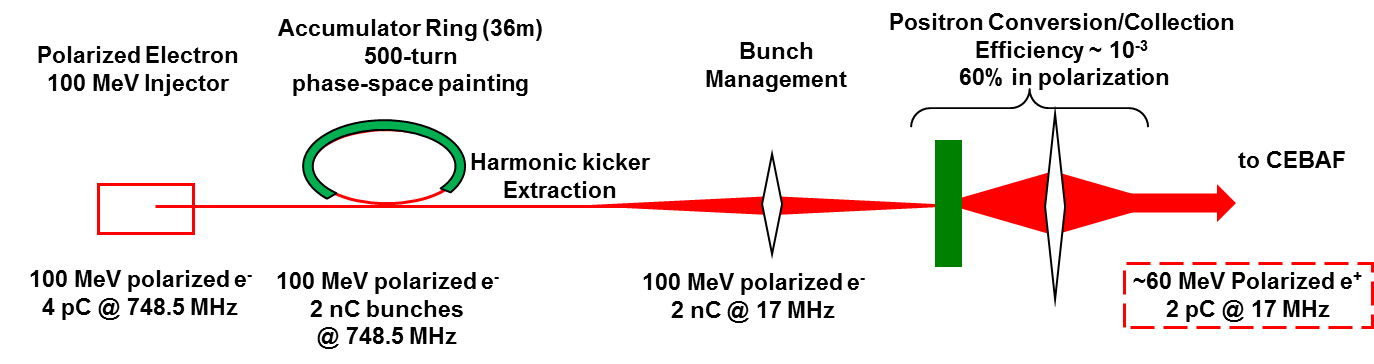 Polarized Electron
100 MeV Injector
Accumulator Ring (36m)
500-turn
phase-space painting
Bunch
Management
Positron Conversion/Collection
Efficiency ~ 10⁻³
60% in polarization
Harmonic kicker
Extraction
to CEBAF
100 MeV polarized e⁻
4 pC @ 748.5 MHz
100 MeV polarized e⁻
2 nC bunches
@ 748.5 MHz
100 MeV polarized e⁻
2 nC @ 17 MHz
~60 MeV Polarized e⁺
2 pC @ 17 MHz